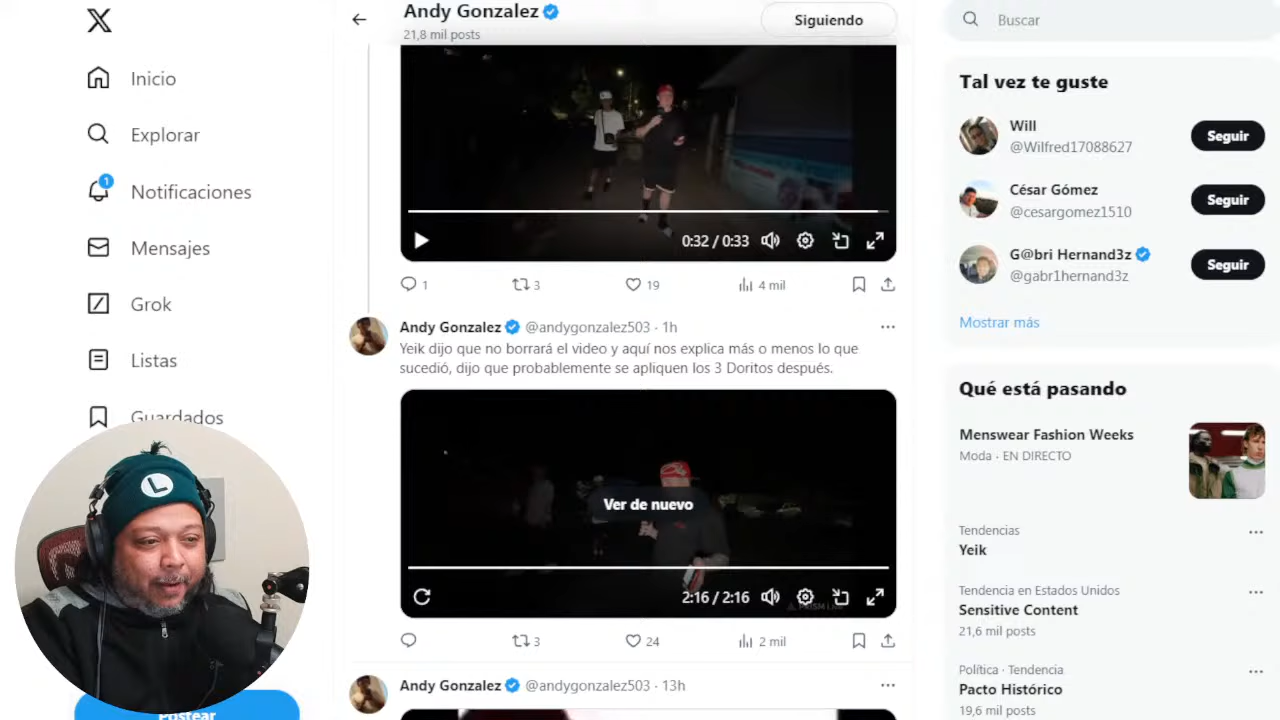 Inicio
Explorar
1
Notificaciones
Mensajes
Grok
Listas
Guardados
Postear
L
Andy Gonzalez
21,8 mil posts
Siguiendo
0:32 / 0:33
1
3
19
4 mil
Andy Gonzalez @andygonzalez503 · 1h
Yeik dijo que no borrará el video y aquí nos explica más o menos lo que
sucedió, dijo que probablemente se apliquen los 3 Doritos después.
Ver de nuevo
2:16 / 2:16
PRISM LIVE
3
24
2 mil
Andy Gonzalez @andygonzalez503 · 13h
Buscar
Tal vez te guste
Will
@Wilfred17088627
Seguir
César Gómez
@cesargomez1510
Seguir
G@bri Hernand3z
@gabr1hernand3z
Seguir
Mostrar más
Qué está pasando
Menswear Fashion Weeks
Moda · EN DIRECTO
Tendencias
Yeik
Tendencia en Estados Unidos
Sensitive Content
21,6 mil posts
Política · Tendencia
Pacto Histórico
19,6 mil posts